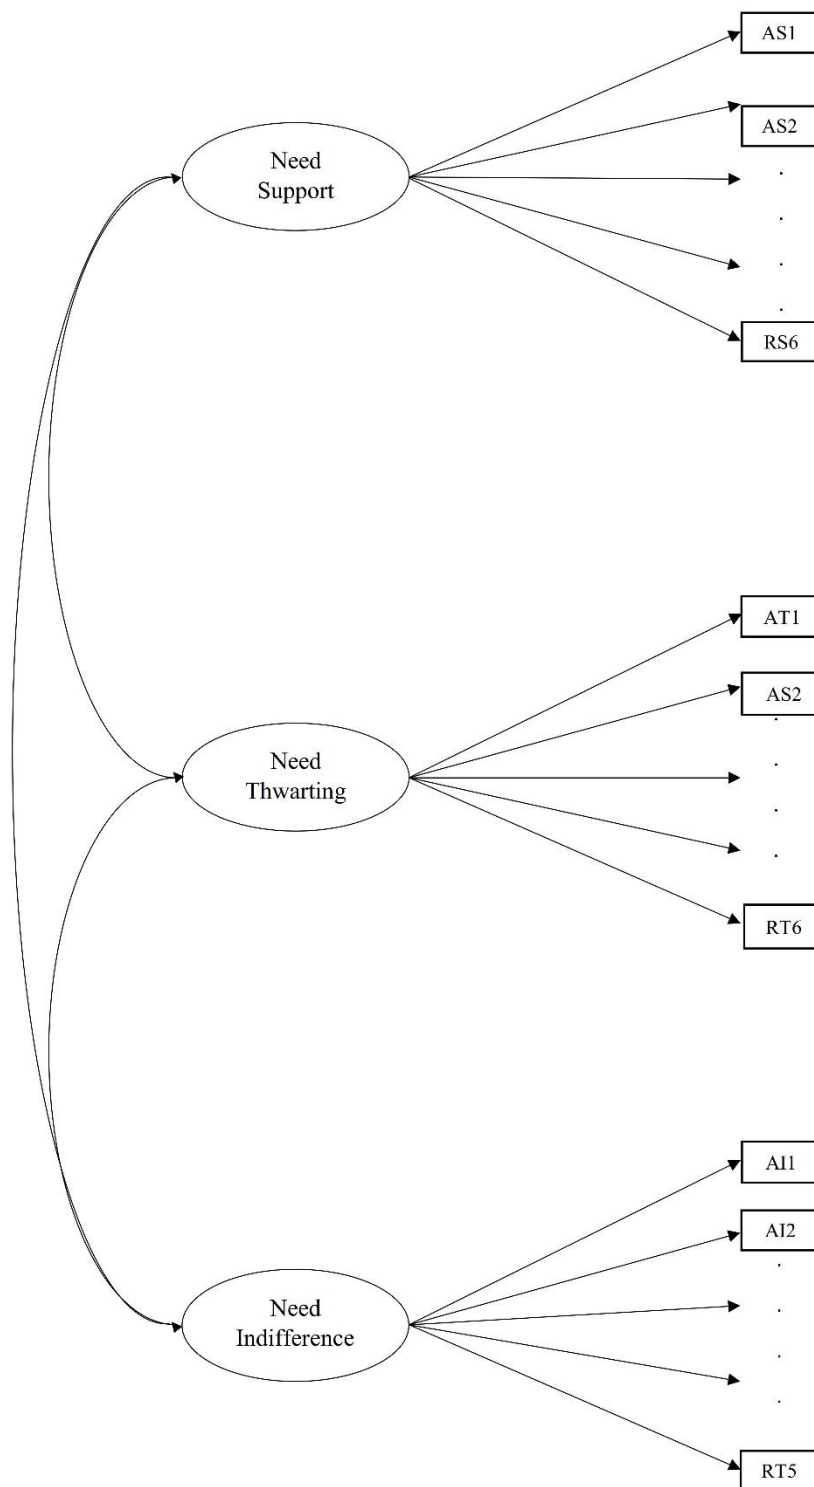 AS1
AS2
Need
Support
RS6
AT1
AS2
Need
Thwarting
RT6
AI1
AI2
Need
Indifference
RT5